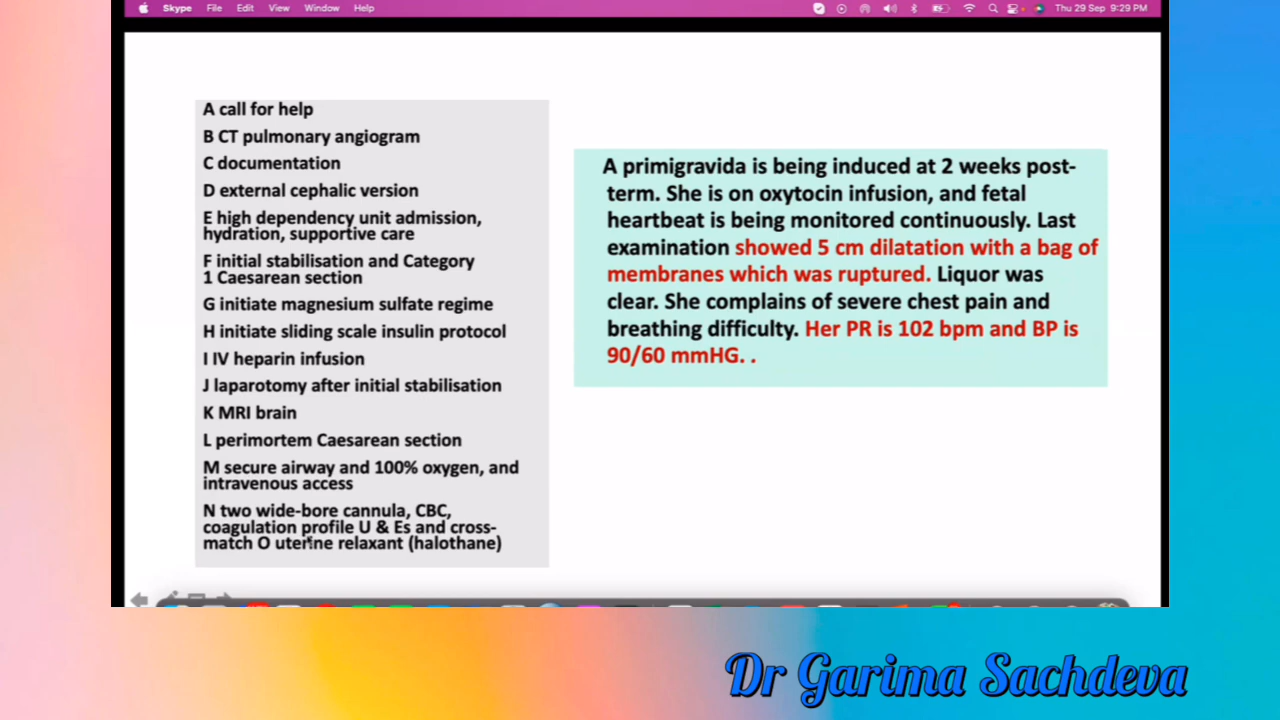 Skype File Edit View Window Help Thu 29 Sep 9:29 PM
A call for help
B CT pulmonary angiogram
C documentation
D external cephalic version
E high dependency unit admission,
hydration, supportive care
F initial stabilisation and Category
1 Caesarean section
G initiate magnesium sulfate regime
H initiate sliding scale insulin protocol
I IV heparin infusion
J laparotomy after initial stabilisation
K MRI brain
L perimortem Caesarean section
M secure airway and 100% oxygen, and
intravenous access
N two wide-bore cannula, CBC,
coagulation profile U & Es and cross-
match O uterine relaxant (halothane)
A primigravida is being induced at 2 weeks post-
term. She is on oxytocin infusion, and fetal
heartbeat is being monitored continuously. Last
examination showed 5 cm dilatation with a bag of
membranes which was ruptured. Liquor was
clear. She complains of severe chest pain and
breathing difficulty. Her PR is 102 bpm and BP is
90/60 mmHG. .
Dr Garima Sachdeva